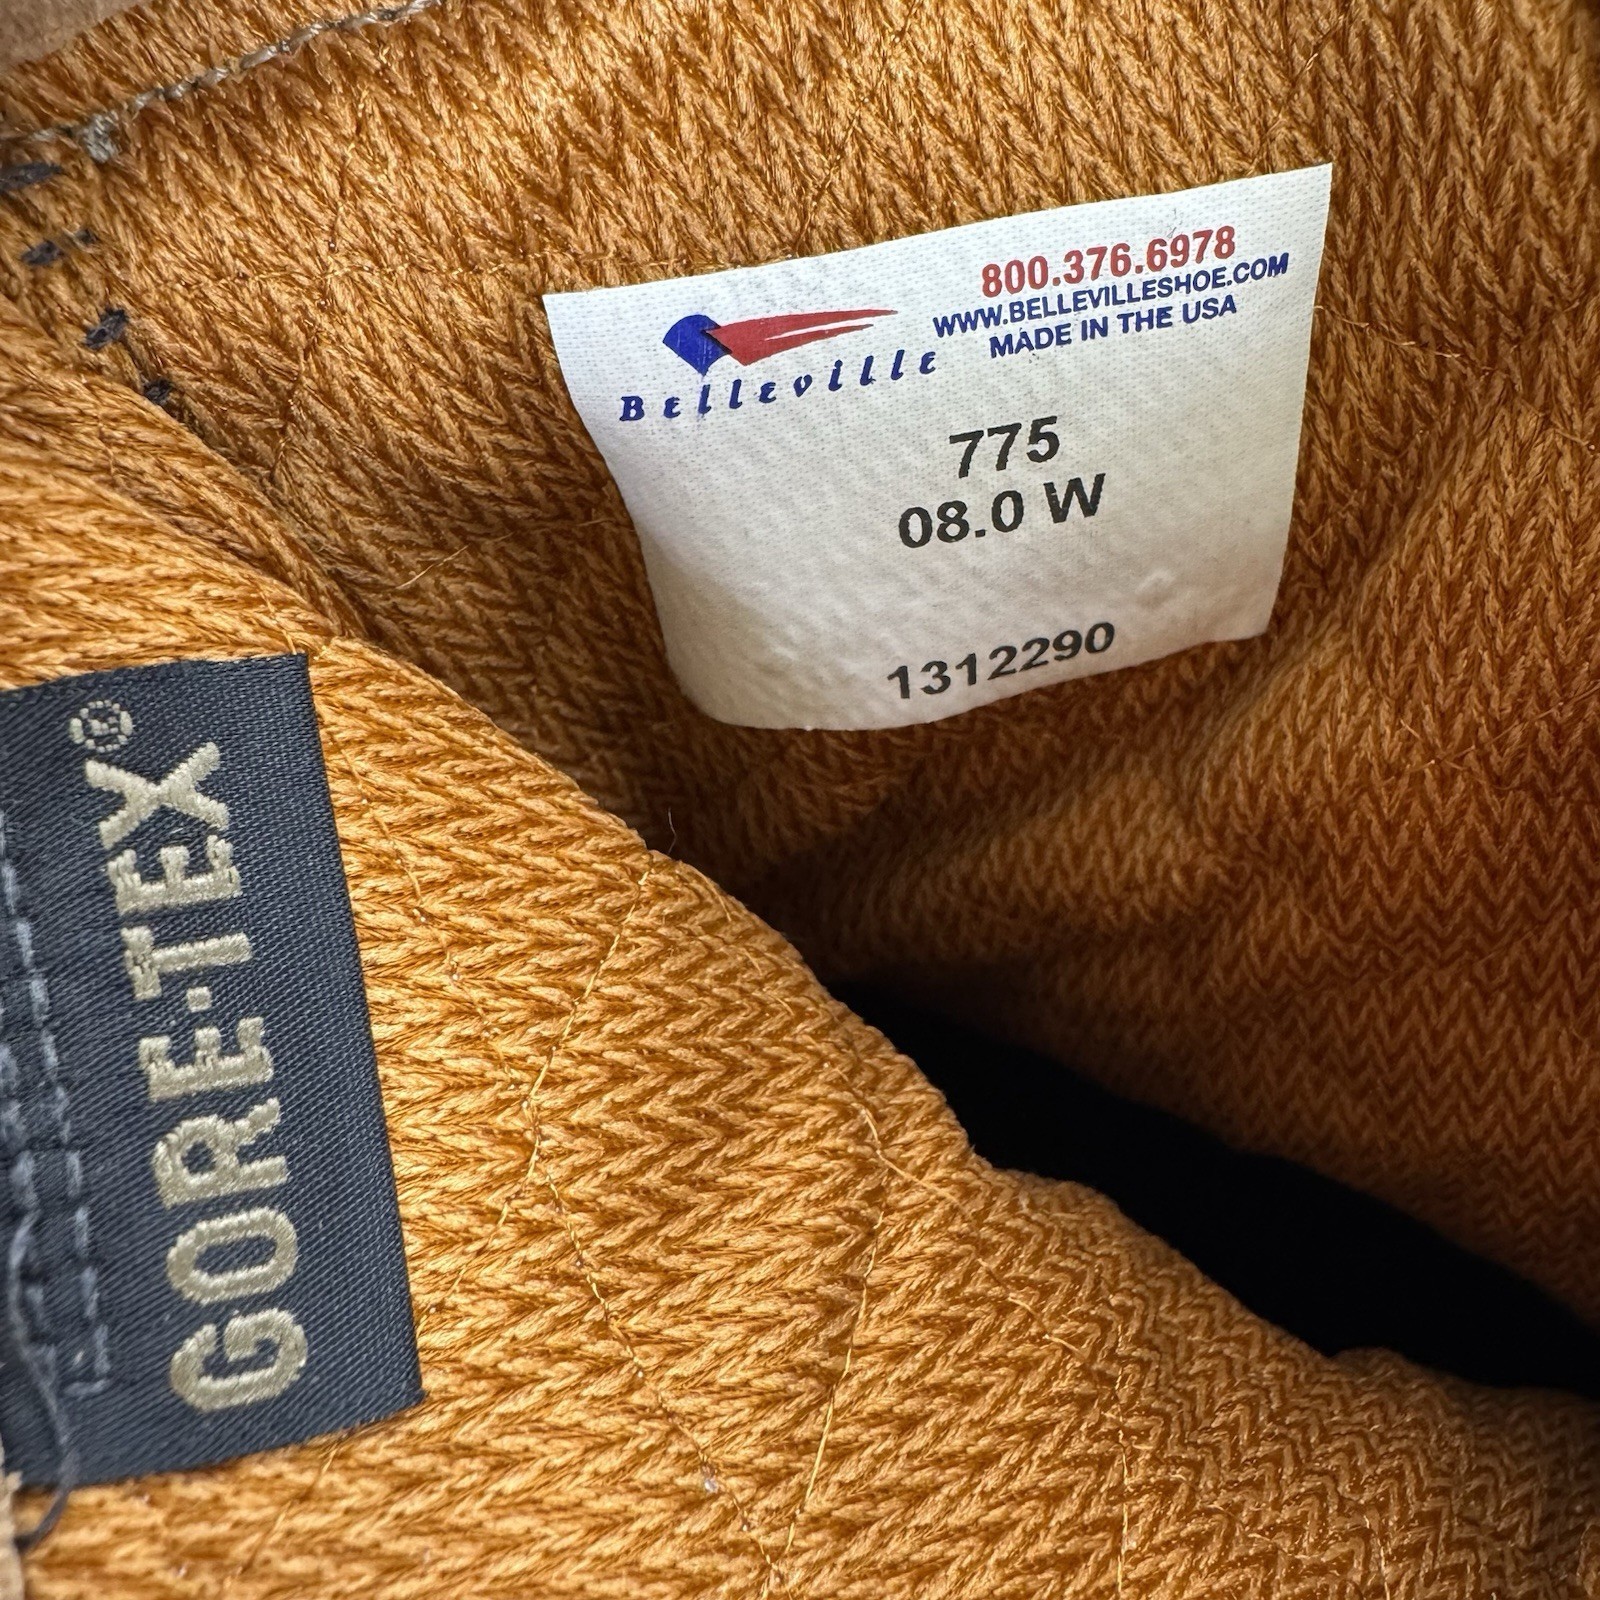 800.376.6978
WWW.BELLEVILLESHOE.COM
MADE IN THE USA
Belleville
775
08.0 W
1312290
GORE-TEX®